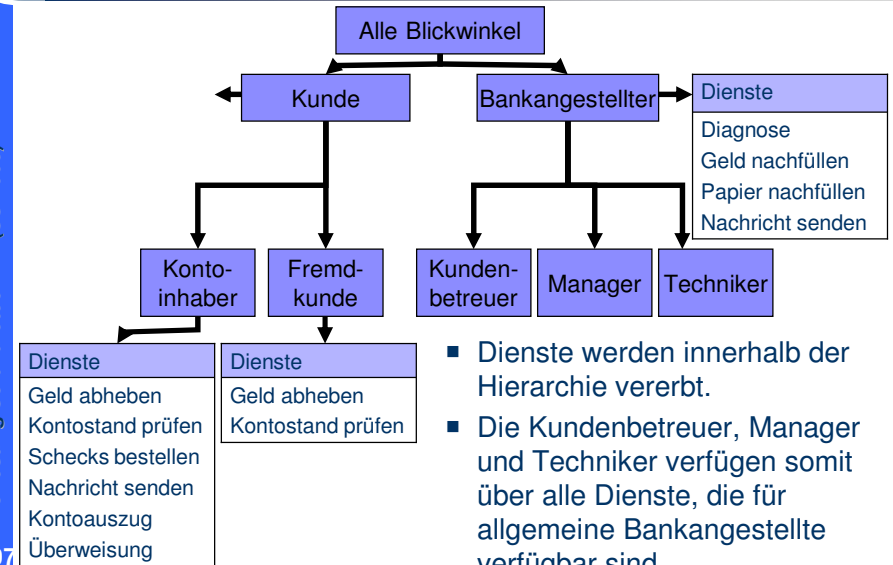 Alle Blickwinkel
Kunde
Bankangestellter
Dienste
Diagnose
Geld nachfüllen
Papier nachfüllen
Nachricht senden
Konto-
inhaber
Fremd-
kunde
Kunden-
betreuer
Manager
Techniker
Dienste
Geld abheben
Kontostand prüfen
Schecks bestellen
Nachricht senden
Kontoauszug
Überweisung
Dienste
Geld abheben
Kontostand prüfen
■ Dienste werden innerhalb der
Hierarchie vererbt.
■ Die Kundenbetreuer, Manager
und Techniker verfügen somit
über alle Dienste, die für
allgemeine Bankangestellte
verfügbar sind